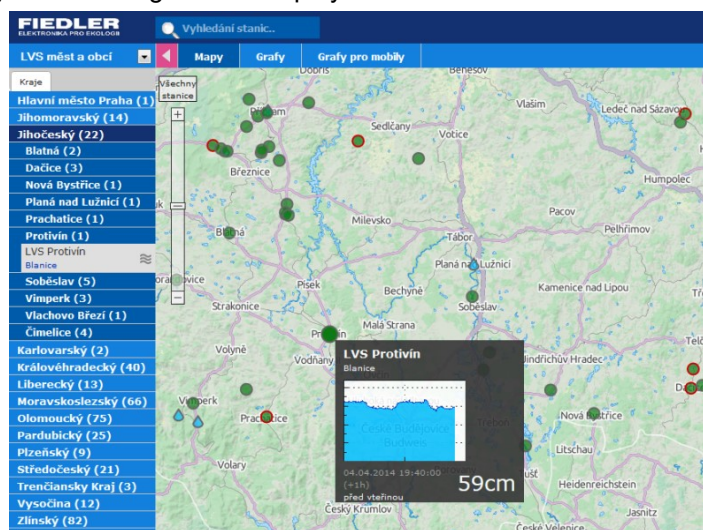 FIEDLER
ELEKTRONIKA PRO EKOLOGII
Vyhledání stanic..
LVS měst a obcí
Mapy
Grafy
Grafy pro mobily
Kraje
Hlavní město Praha (1)
Jihomoravský (14)
Jihočeský (22)
Blatná (2)
Dačice (3)
Nová Bystřice (1)
Planá nad Lužnicí (1)
Prachatice (1)
Protivín (1)
LVS Protivín
Blanice
Soběslav (5)
Vimperk (3)
Vlachovo Březí (1)
Čimelice (4)
Karlovarský (2)
Královéhradecký (40)
Liberecký (13)
Moravskoslezský (66)
Olomoucký (75)
Pardubický (25)
Plzeňský (9)
Středočeský (21)
Trenčiansky Kraj (3)
Vysočina (12)
Zlínský (82)
Všechny
stanice
Dobříš
Benešov
Vlašim
Ledeč nad Sázavou
Sedlčany
Votice
Březnice
Humpolec
Pacov
Pelhřimov
Milevsko
Blatná
Tábor
Planá nad Lužnicí
Písek
Bechyně
Kamenice nad Lipou
Soběslav
Strakonice
Malá Strana
Volyně
Vodňany
Jindřichův Hradec
Vimperk
Prachatice
Nová Bystřice
Volary
Litschau
Heidenreichstein
Český Krumlov
Jasnitz
České Velenice
LVS Protivín
Blanice
České Budějovice
Budweis
04.04.2014 19:40:00
(+1h)
před vteřinou
59cm